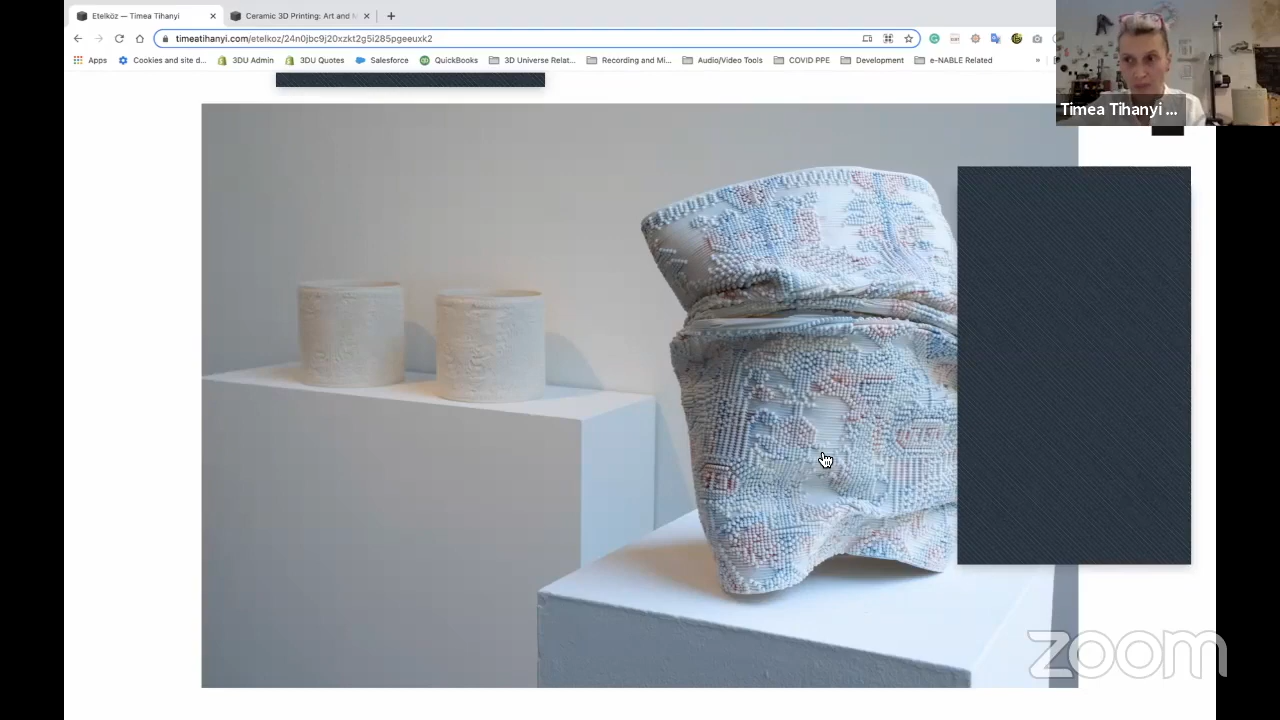 Etelköz — Timea Tihanyi
Ceramic 3D Printing: Art and
timeatihanyi.com/etelkoz/24n0jbc9j20xzkt2g5i285pgeeuxk2
Apps
Cookies and site d...
3DU Admin
3DU Quotes
Salesforce
QuickBooks
3D Universe Relat...
Recording and Mi...
Audio/Video Tools
COVID PPE
Development
e-NABLE Related
»
Timea Tihanyi ...
zoom